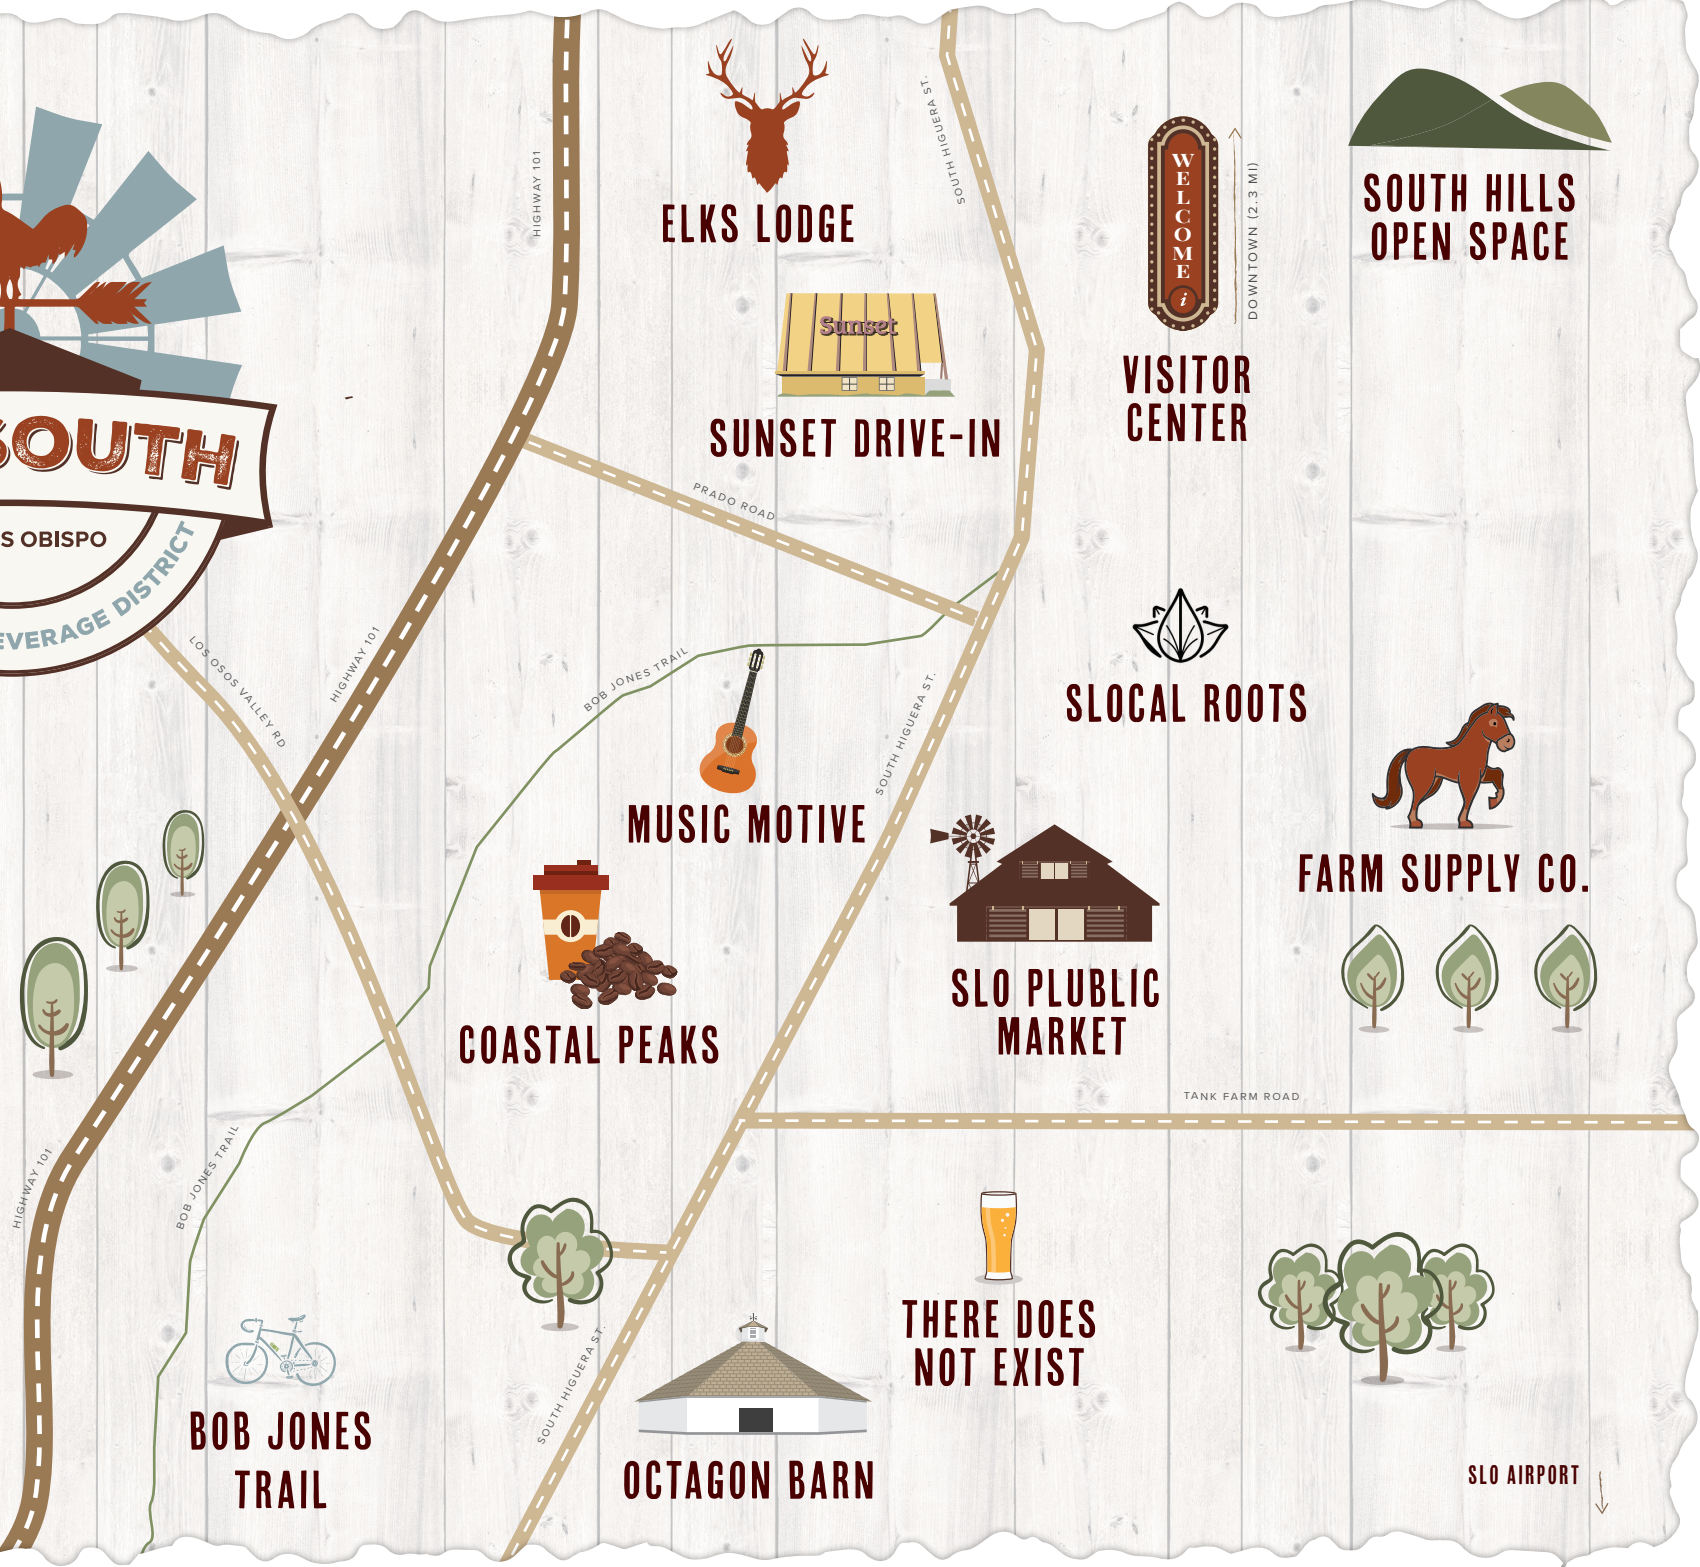 HIGHWAY 101
ELKS LODGE
SOUTH HIGUERA ST.
WELCOME
i
DOWNTOWN (2.3 MI)
SOUTH HILLS
OPEN SPACE
Sunset
SUNSET DRIVE-IN
VISITOR
CENTER
SOUTH
S OBISPO
EVERAGE DISTRICT
PRADO ROAD
LOS OSOS VALLEY RD
HIGHWAY 101
BOB JONES TRAIL
SOUTH HIGUERA ST.
SLOCAL ROOTS
MUSIC MOTIVE
FARM SUPPLY CO.
COASTAL PEAKS
SLO PLUBLIC
MARKET
TANK FARM ROAD
HIGHWAY 101
BOB JONES TRAIL
THERE DOES
NOT EXIST
SOUTH HIGUERA ST.
BOB JONES
TRAIL
OCTAGON BARN
SLO AIRPORT